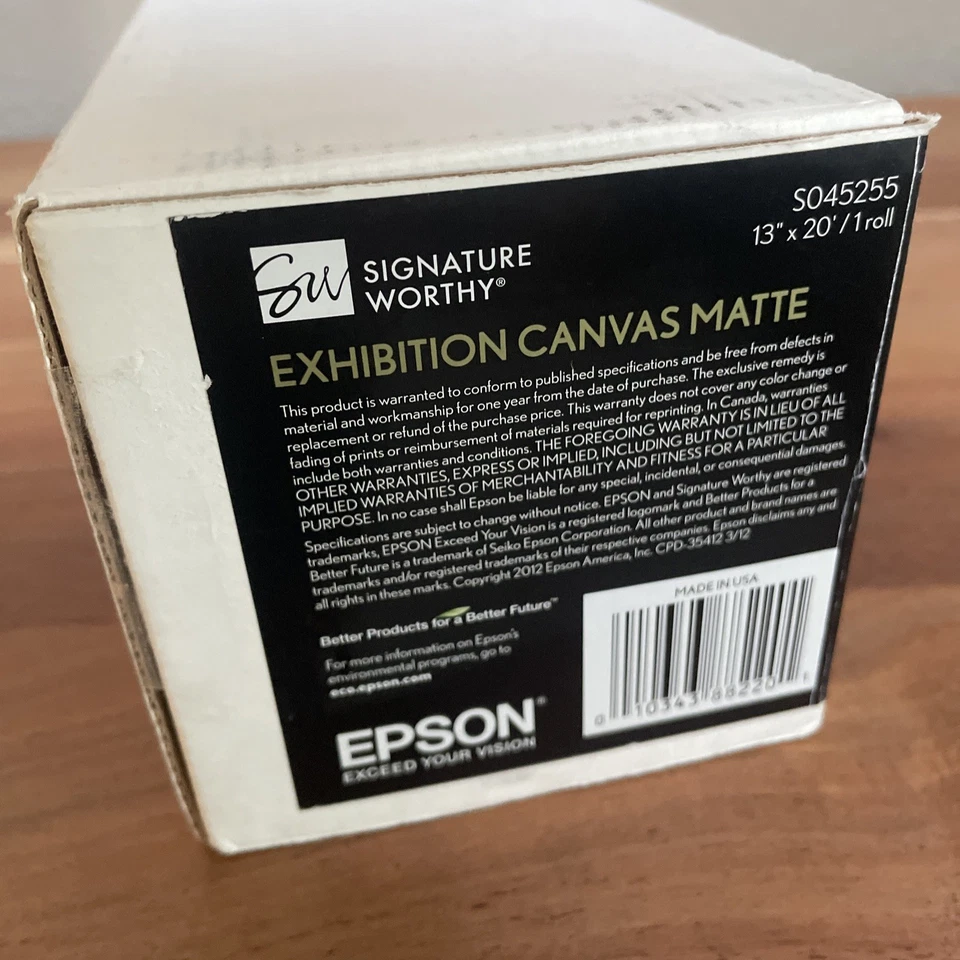 S045255
13" x 20' / 1 roll
SW
SIGNATURE
WORTHY®
EXHIBITION CANVAS MATTE
This product is warranted to conform to published specifications and be free from defects in
material and workmanship for one year from the date of purchase. The exclusive remedy is
replacement or refund of the purchase price. This warranty does not cover any color change or
fading of prints or reimbursement of materials required for reprinting. In Canada, warranties
include both warranties and conditions. THE FOREGOING WARRANTY IS IN LIEU OF ALL
OTHER WARRANTIES, EXPRESS OR IMPLIED, INCLUDING BUT NOT LIMITED TO THE
IMPLIED WARRANTIES OF MERCHANTABILITY AND FITNESS FOR A PARTICULAR
PURPOSE. In no case shall Epson be liable for any special, incidental, or consequential damages.
Specifications are subject to change without notice. EPSON and Signature Worthy are registered
trademarks, EPSON Exceed Your Vision is a registered logomark and Better Products for a
Better Future is a trademark of Seiko Epson Corporation. All other product and brand names are
trademarks and/or registered trademarks of their respective companies. Epson disclaims any and
all rights in these marks. Copyright 2012 Epson America, Inc. CPD-35412 3/12
Better Products for a Better Future™
For more information on Epson's
environmental programs, go to
eco.epson.com
EPSON®
EXCEED YOUR VISION
MADE IN USA
0 10343 88220